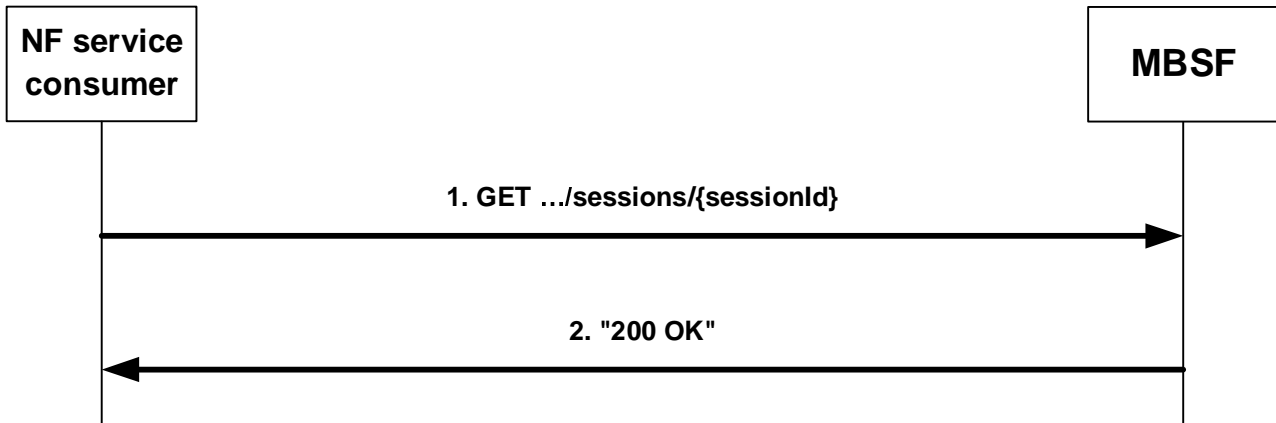 NF service
consumer
MBSF
1. GET …/sessions/{sessionId}
2. "200 OK"